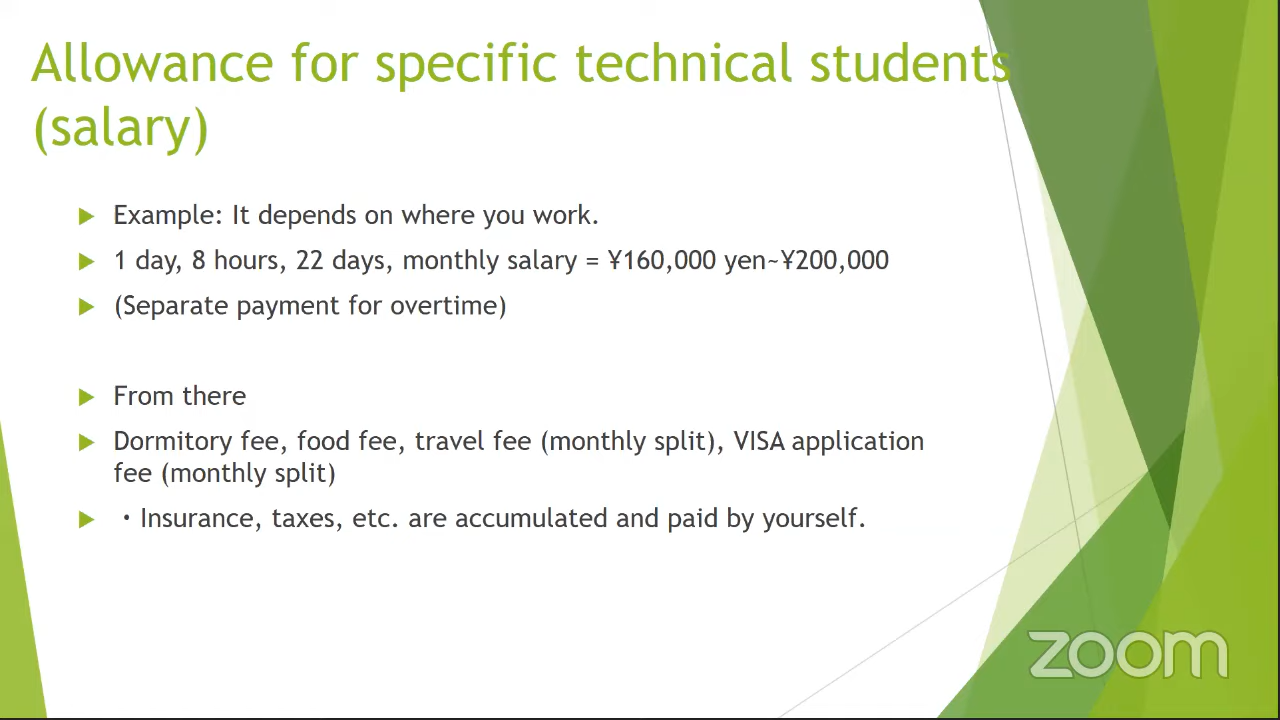 Allowance for specific technical students
(salary)
Example: It depends on where you work.
1 day, 8 hours, 22 days, monthly salary = ¥160,000 yen~¥200,000
(Separate payment for overtime)
From there
Dormitory fee, food fee, travel fee (monthly split), VISA application
fee (monthly split)
・Insurance, taxes, etc. are accumulated and paid by yourself.
zoom